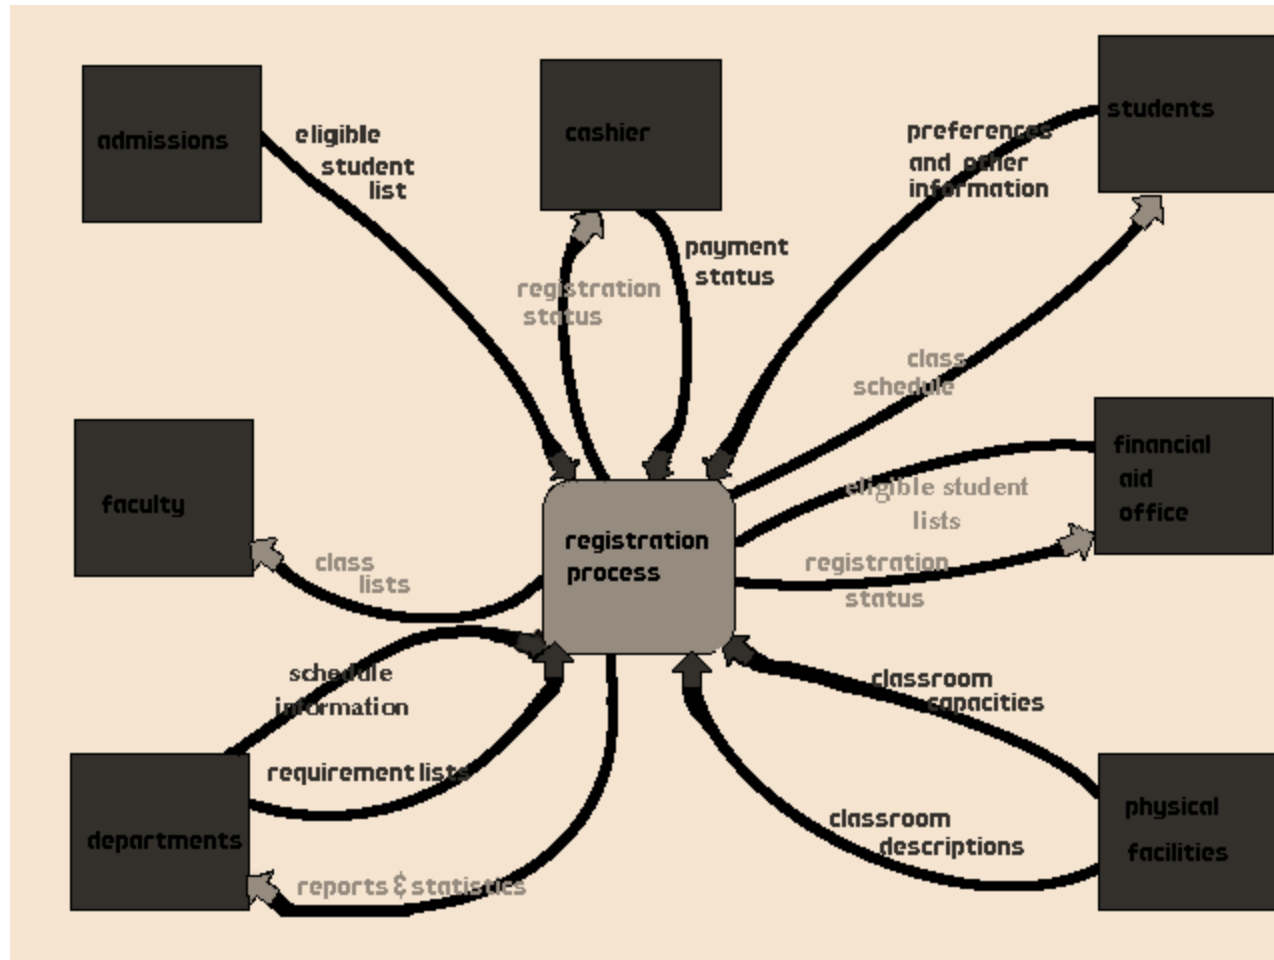 admissions
eligible
student
list
cashier
registration
status
payment
status
students
preferences
and other
information
class
schedule
financial
aid
office
eligible student
lists
registration
status
faculty
class
lists
registration
process
schedule
information
requirement lists
departments
reports & statistics
classroom
capacities
classroom
descriptions
physical
facilities